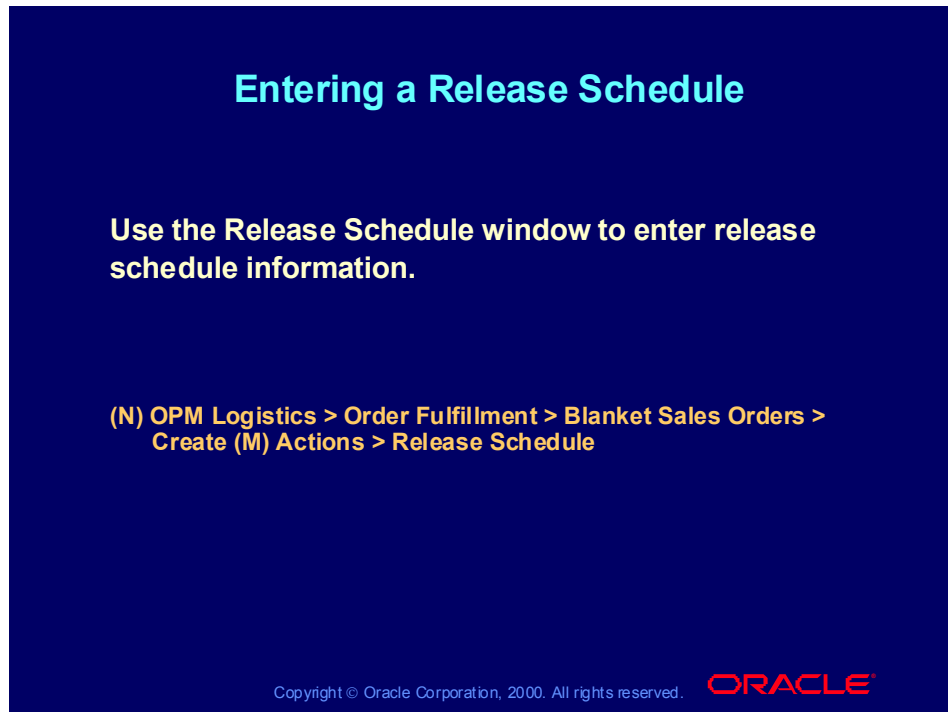 Entering a Release Schedule
Use the Release Schedule window to enter release
schedule information.
(N) OPM Logistics > Order Fulfillment > Blanket Sales Orders >
Create (M) Actions > Release Schedule
Copyright © Oracle Corporation, 2000. All rights reserved.
ORACLE®